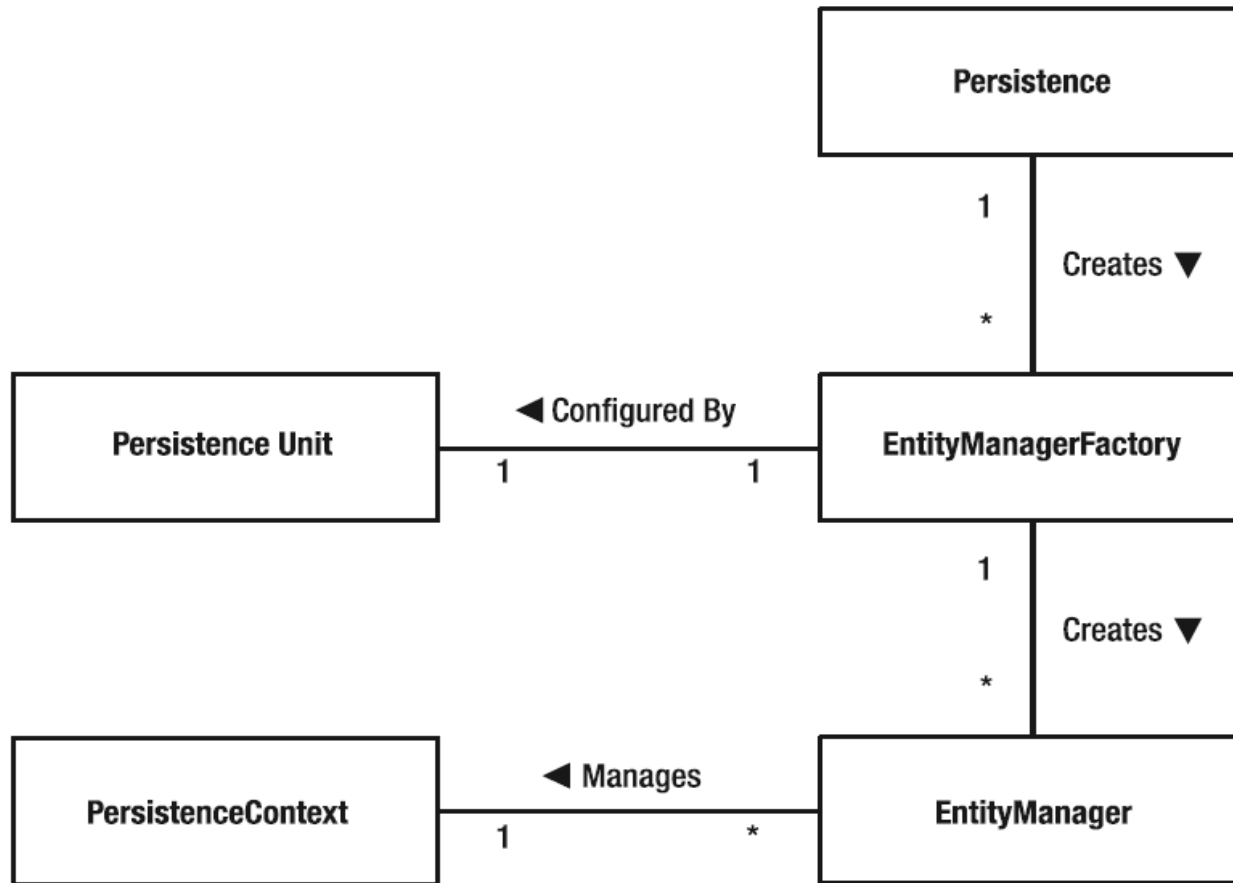 Persistence
1
Creates ▼
*
Persistence Unit
◀ Configured By
1 1
EntityManagerFactory
1
Creates ▼
*
PersistenceContext
◀ Manages
1 *
EntityManager